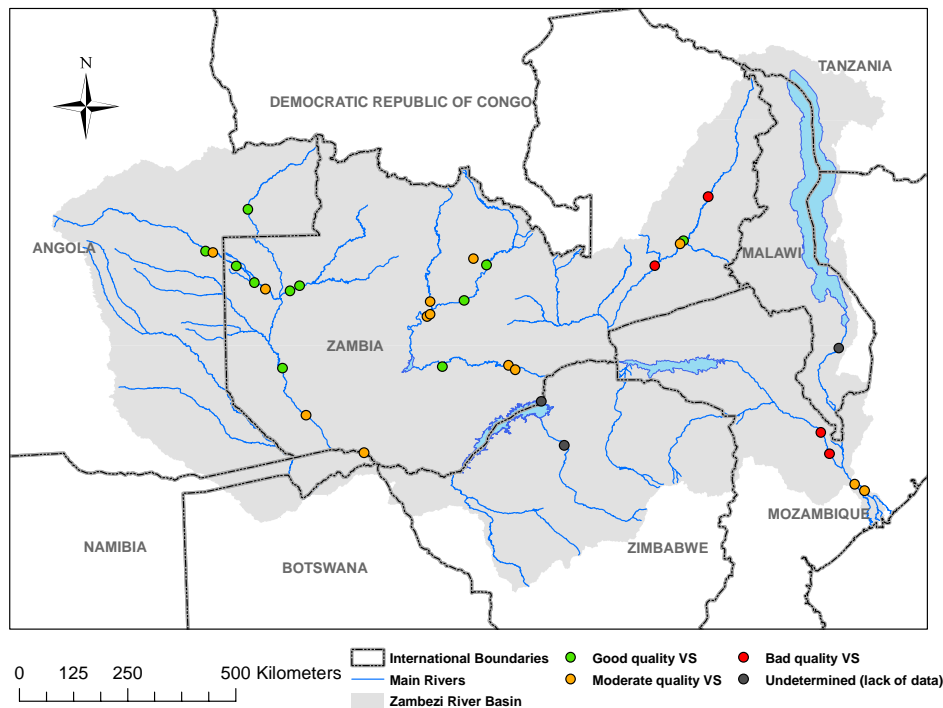 N
TANZANIA
DEMOCRATIC REPUBLIC OF CONGO
ANGOLA
MALAWI
ZAMBIA
MOZAMBIQUE
NAMIBIA
ZIMBABWE
BOTSWANA
0 125 250 500 Kilometers
International Boundaries
Main Rivers
Zambezi River Basin
Good quality VS
Moderate quality VS
Bad quality VS
Undetermined (lack of data)